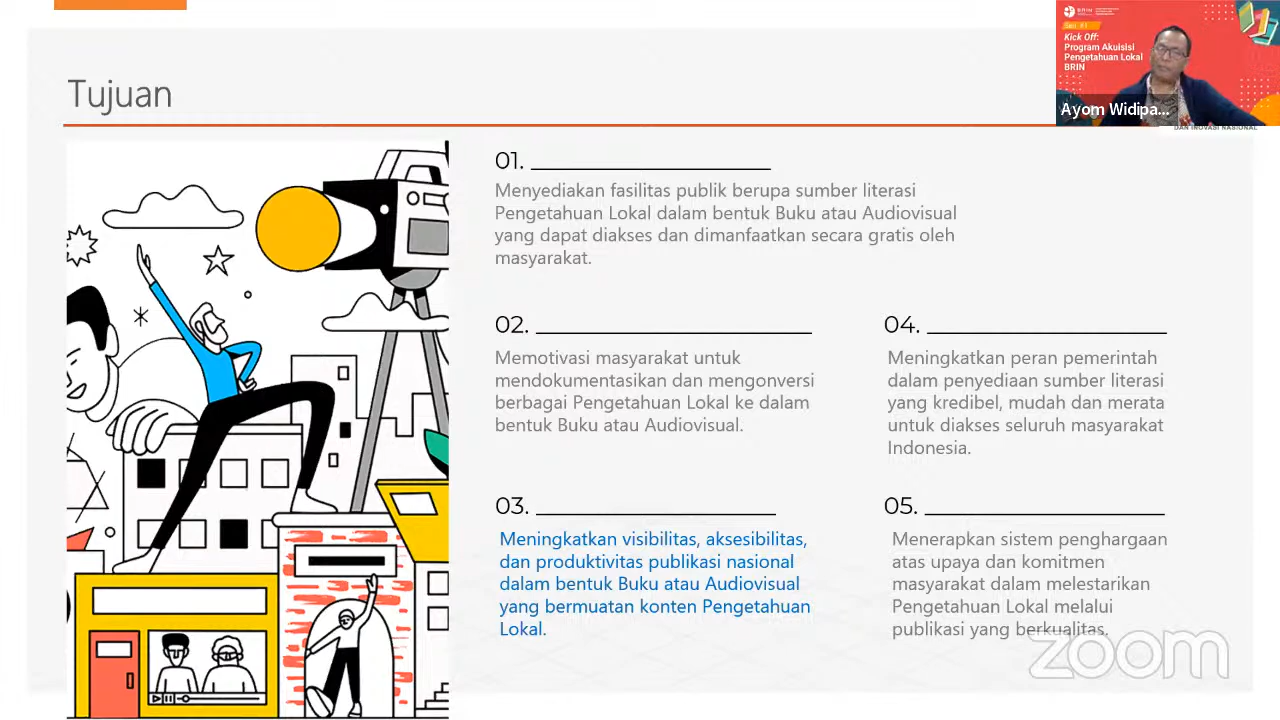 Tujuan
BRIN
Kick Off:
Program Akuisisi
Pengetahuan Lokal
BRIN
Ayom Widipa...
DAN INOVASI NASIONAL
01.
Menyediakan fasilitas publik berupa sumber literasi
Pengetahuan Lokal dalam bentuk Buku atau Audiovisual
yang dapat diakses dan dimanfaatkan secara gratis oleh
masyarakat.
02.
Memotivasi masyarakat untuk
mendokumentasikan dan mengonversi
berbagai Pengetahuan Lokal ke dalam
bentuk Buku atau Audiovisual.
03.
Meningkatkan visibilitas, aksesibilitas,
dan produktivitas publikasi nasional
dalam bentuk Buku atau Audiovisual
yang bermuatan konten Pengetahuan
Lokal.
04.
Meningkatkan peran pemerintah
dalam penyediaan sumber literasi
yang kredibel, mudah dan merata
untuk diakses seluruh masyarakat
Indonesia.
05.
Menerapkan sistem penghargaan
atas upaya dan komitmen
masyarakat dalam melestarikan
Pengetahuan Lokal melalui
publikasi yang berkualitas.
zoom